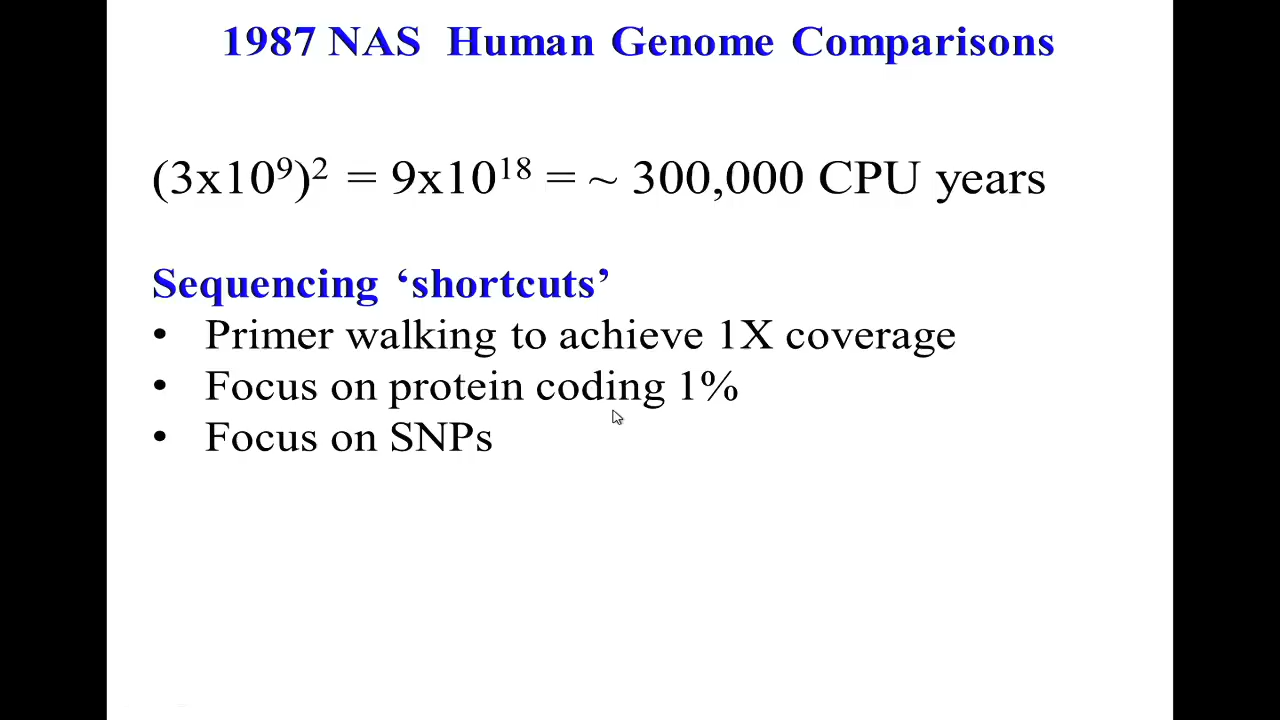 1987 NAS  Human Genome Comparisons
(3x10⁹)² = 9x10¹⁸ = ~ 300,000 CPU years
Sequencing ‘shortcuts’
• Primer walking to achieve 1X coverage
• Focus on protein coding 1%
• Focus on SNPs